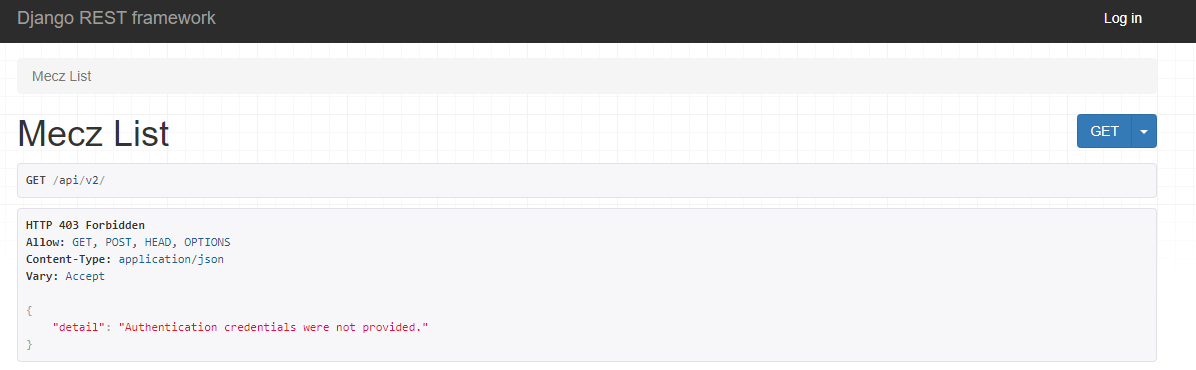 Django REST framework
Log in
Mecz List
Mecz List
GET
GET /api/v2/
HTTP 403 Forbidden
Allow: GET, POST, HEAD, OPTIONS
Content-Type: application/json
Vary: Accept
{
"detail": "Authentication credentials were not provided."
}